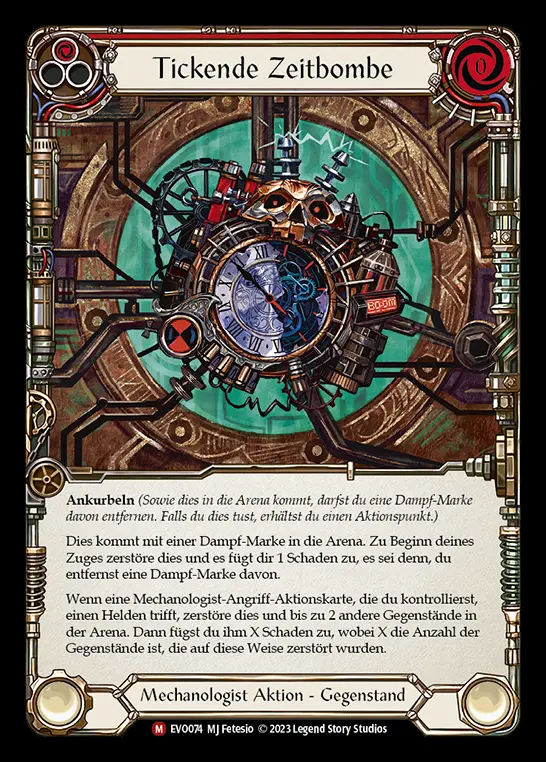 Tickende Zeitbombe
0
XII
BOOM
VIII VII VI
Ankurbeln (Sowie dies in die Arena kommt, darfst du eine Dampf-Marke
davon entfernen. Falls du dies tust, erhältst du einen Aktionspunkt.)
Dies kommt mit einer Dampf-Marke in die Arena. Zu Beginn deines
Zuges zerstöre dies und es fügt dir 1 Schaden zu, es sei denn, du
entfernst eine Dampf-Marke davon.
Wenn eine Mechanologist-Angriff-Aktionskarte, die du kontrollierst,
einen Helden trifft, zerstöre dies und bis zu 2 andere Gegenstände in
der Arena. Dann fügst du ihm X Schaden zu, wobei X die Anzahl der
Gegenstände ist, die auf diese Weise zerstört wurden.
Mechanologist Aktion - Gegenstand
M EVO074 MJ Fetesio © 2023 Legend Story Studios